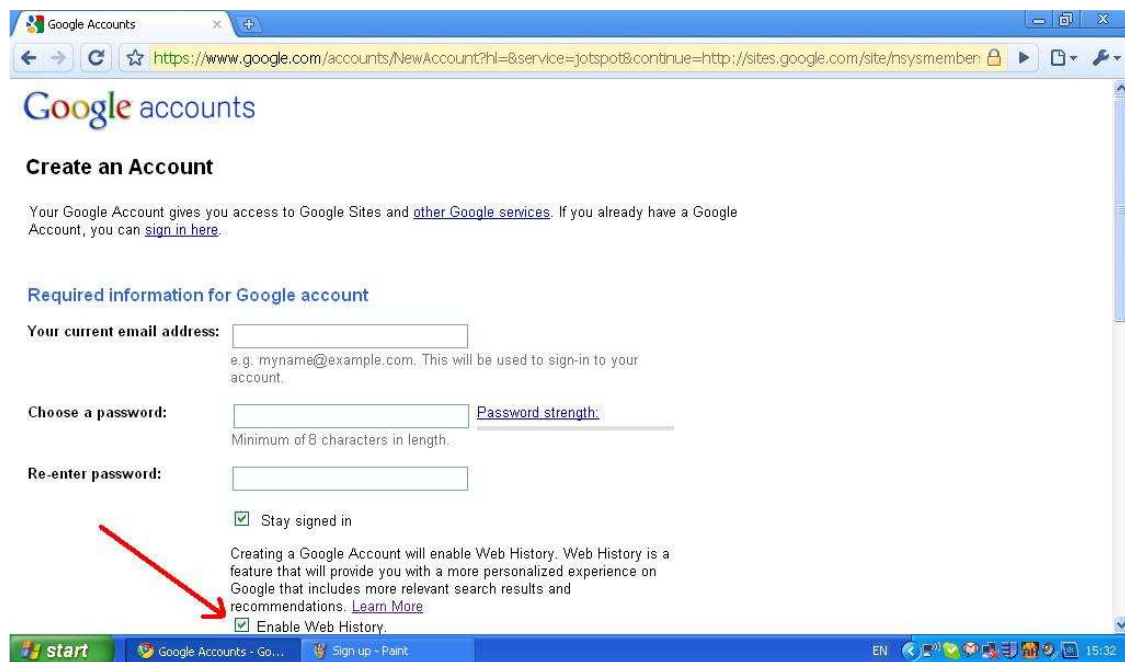 Google Accounts
https://www.google.com/accounts/NewAccount?hl=&service=jotspot&continue=http://sites.google.com/site/nsysmember
Google accounts
Create an Account
Your Google Account gives you access to Google Sites and other Google services. If you already have a Google
Account, you can sign in here.
Required information for Google account
Your current email address:
e.g. myname@example.com. This will be used to sign-in to your
account.
Choose a password:
Password strength:
Minimum of 8 characters in length.
Re-enter password:
Stay signed in
Creating a Google Account will enable Web History. Web History is a
feature that will provide you with a more personalized experience on
Google that includes more relevant search results and
recommendations. Learn More
Enable Web History.
start
Google Accounts - Go...
Sign up - Paint
EN
15:32